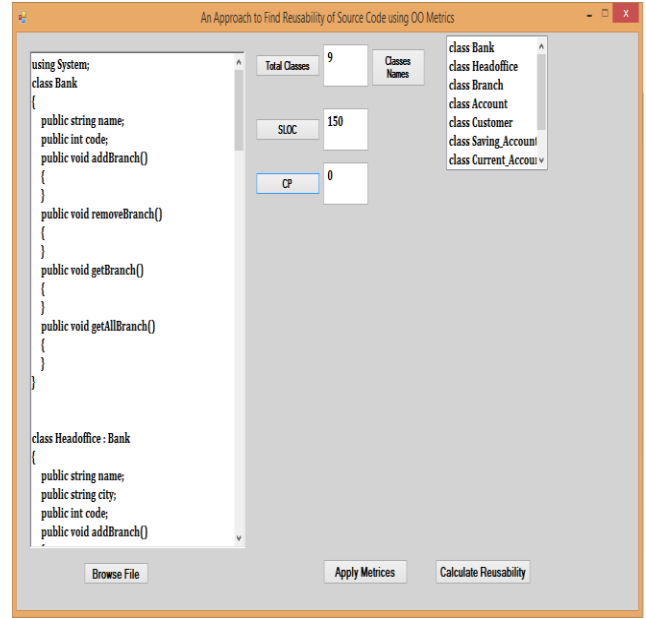 An Approach to Find Reusability of Source Code using OO Metrics
using System;
class Bank
{
public string name;
public int code;
public void addBranch()
{
}
public void removeBranch()
{
}
public void getBranch()
{
}
public void getAllBranch()
{
}
}
class Headoffice : Bank
{
public string name;
public string city;
public int code;
public void addBranch()
Total Classes
9
Classes
Names
SLOC
150
CP
0
class Bank
class Headoffice
class Branch
class Account
class Customer
class Saving_Account
class Current_Accou
Browse File
Apply Metrices
Calculate Reusability